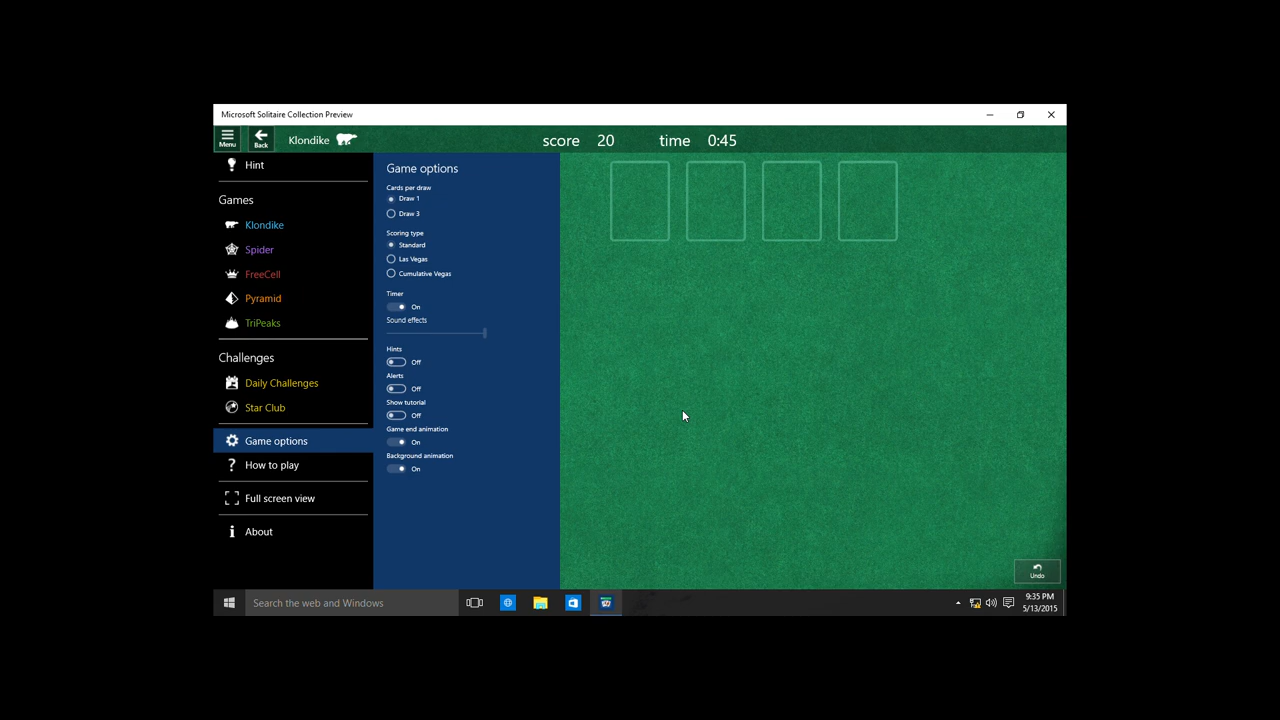 Microsoft Solitaire Collection Preview
Menu
Back
Klondike
score 20 time 0:45
Hint
Games
Klondike
Spider
FreeCell
Pyramid
TriPeaks
Challenges
Daily Challenges
Star Club
Game options
How to play
Full screen view
About
Game options
Cards per draw
Draw 1
Draw 3
Scoring type
Standard
Las Vegas
Cumulative Vegas
Timer
On
Sound effects
Hints
Off
Alerts
Off
Show tutorial
Off
Game end animation
On
Background animation
On
Undo
Search the web and Windows
9:35 PM
5/13/2015